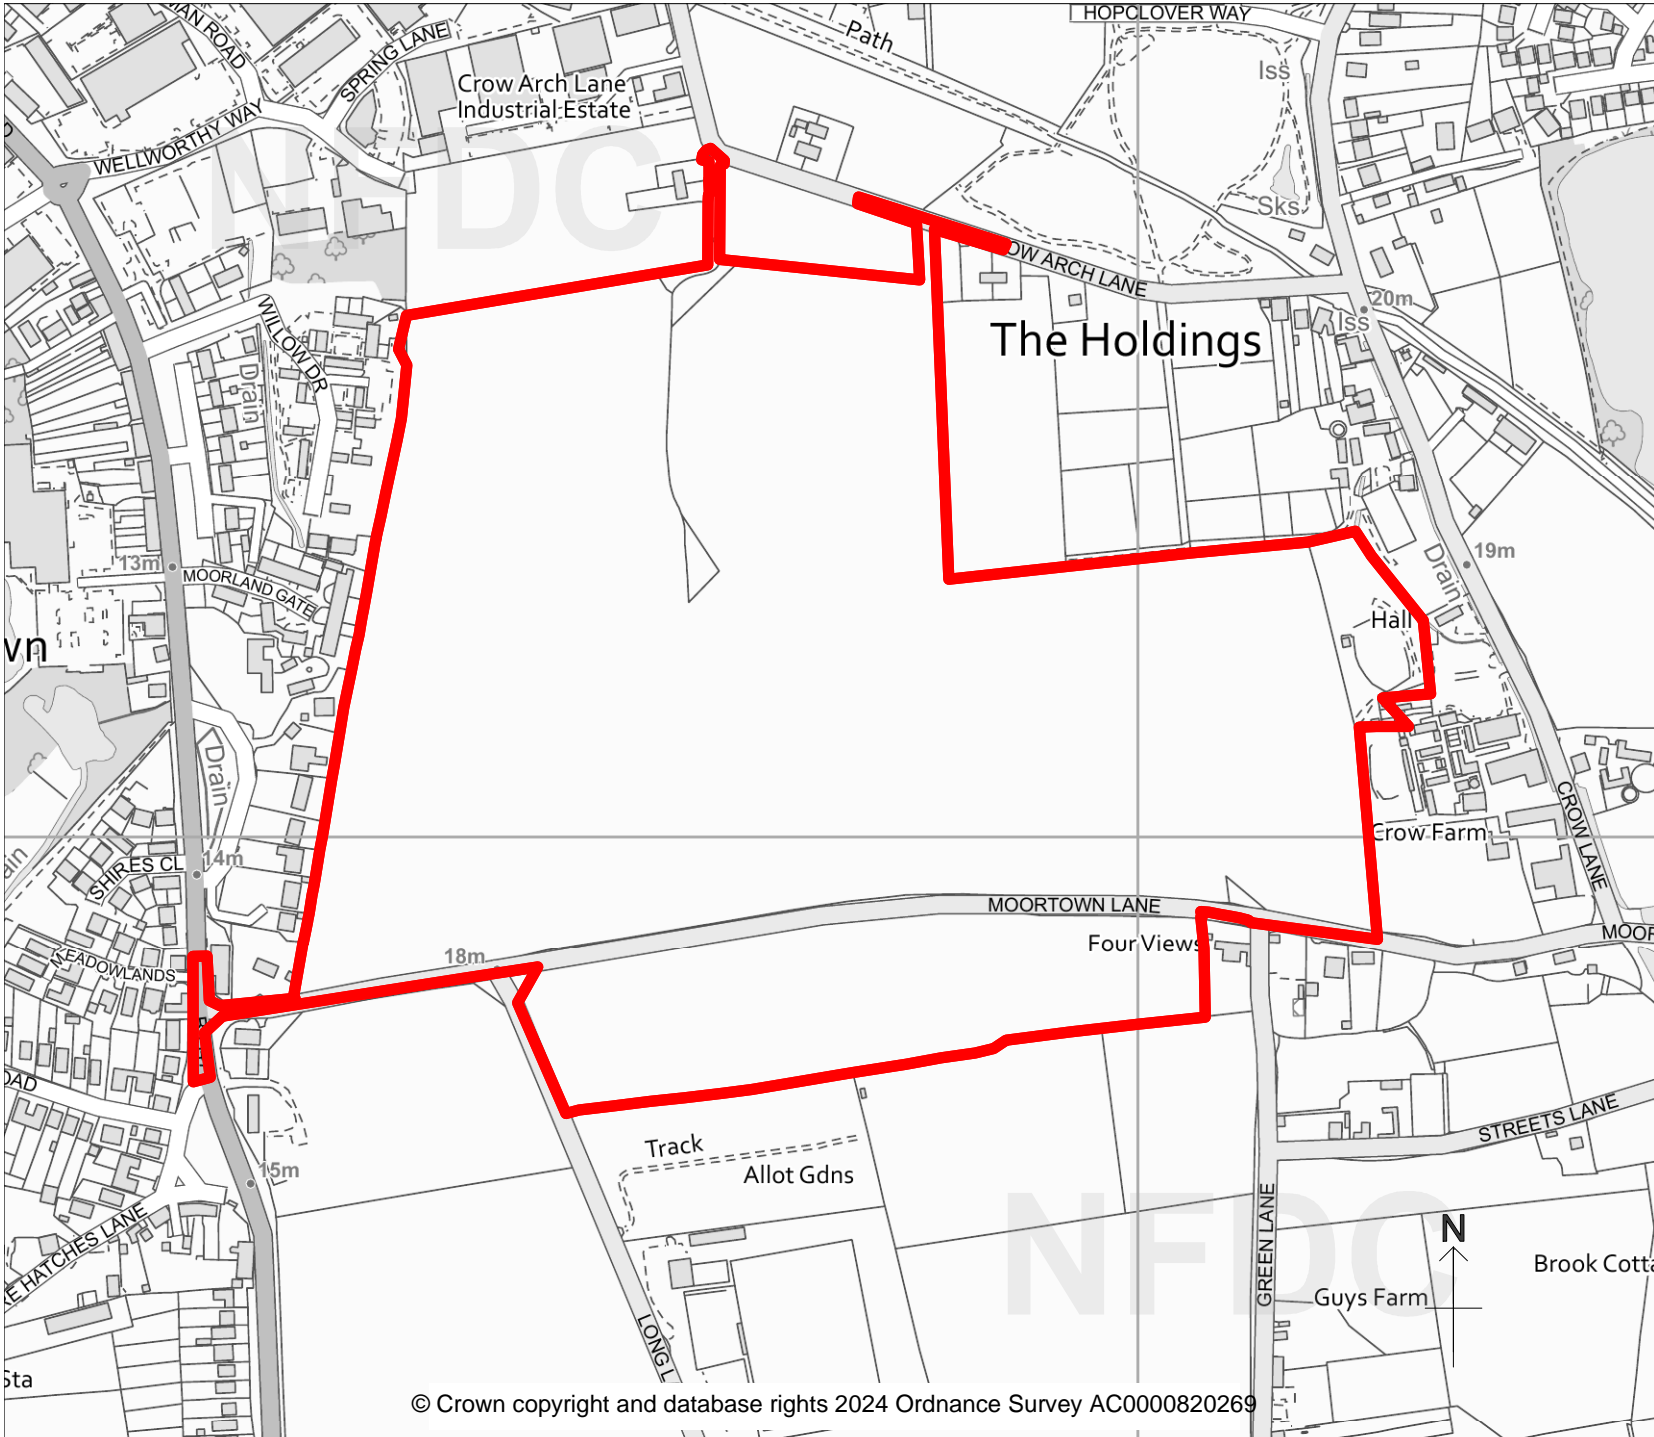 HOPCLOVER WAY
Path
SPRING LANE
Crow Arch Lane
Industrial Estate
Iss
WELLWORTHY WAY
NFDC
Sks
OW ARCH LANE
20m
Iss
WILLOW DR
The Holdings
Drain
13m
MOORLAND GATE
19m
Drain
Hall
vn
Drain
CROW LANE
Crow Farm
14m
SHIRES CL
MOORTOWN LANE
MOOR
Four Views
18m
MEADOWLANDS
OAD
STREETS LANE
Track
Allot Gdns
15m
NFDC
N
GREEN LANE
RE HATCHES LANE
Brook Cotta
Guys Farm
LONG L
Sta
© Crown copyright and database rights 2024 Ordnance Survey AC0000820269